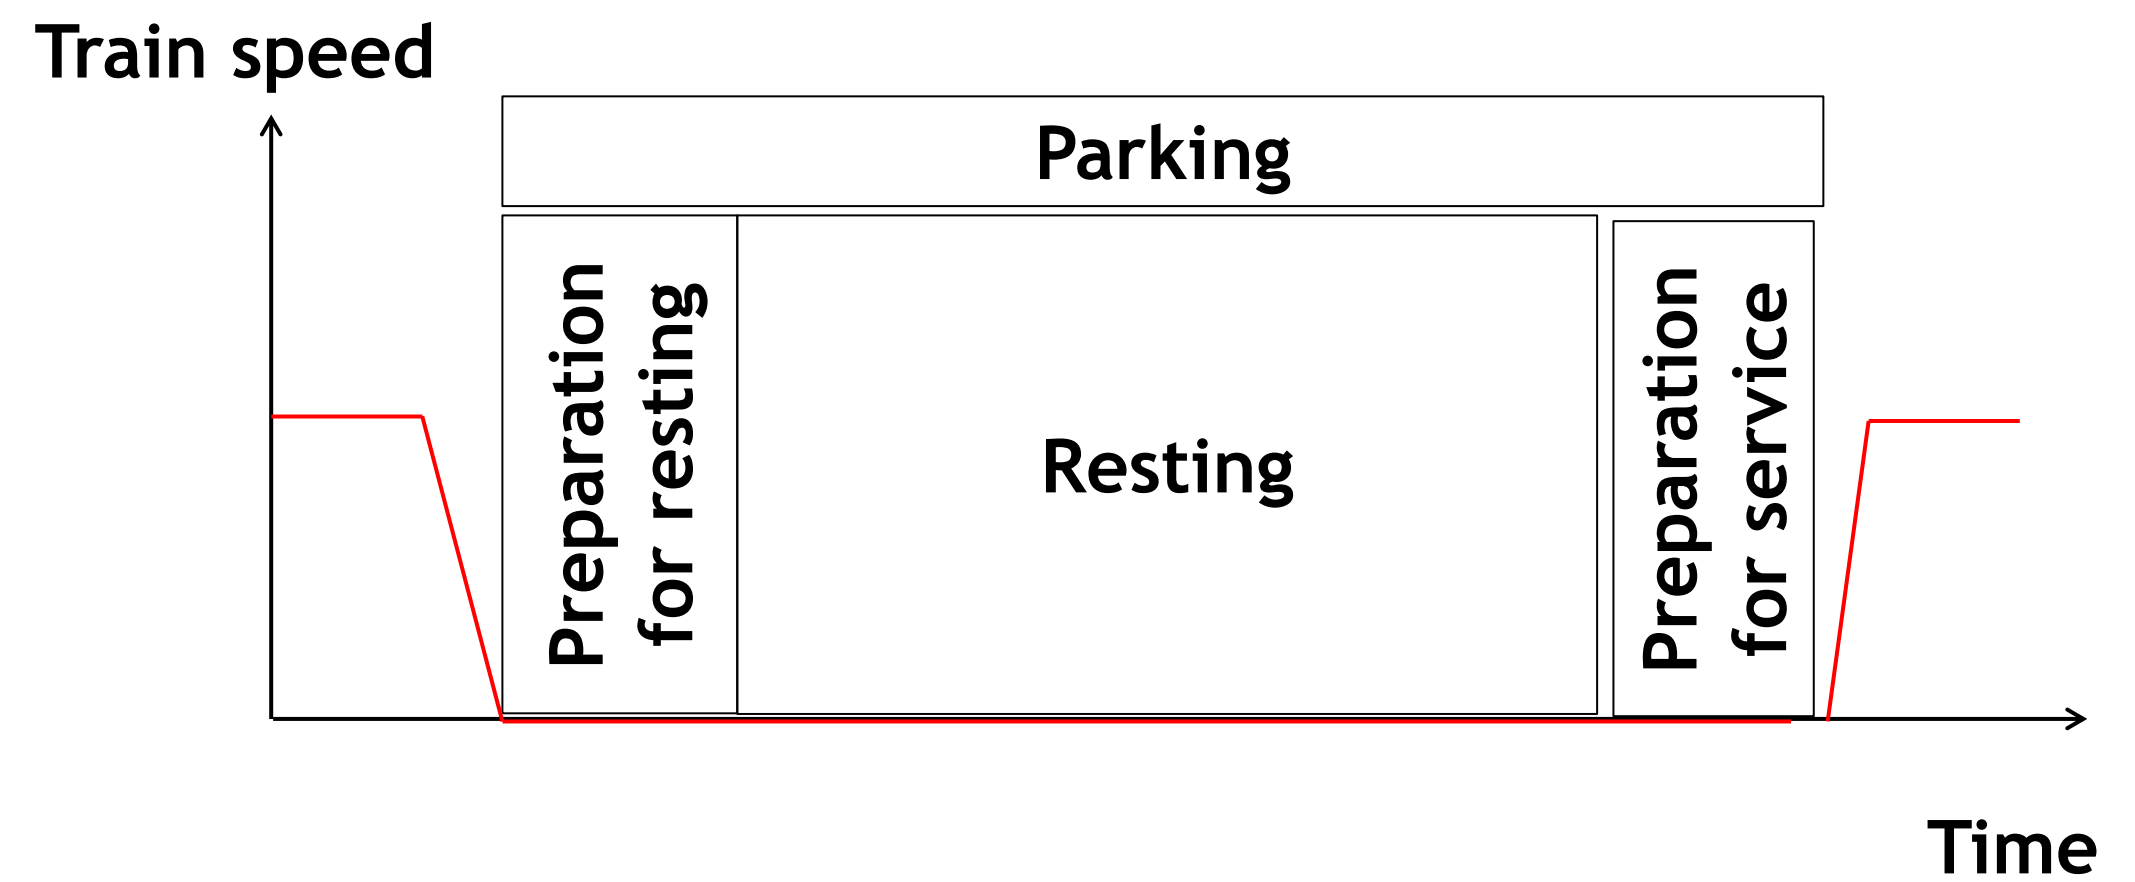 Train speed
Parking
Preparation
for resting
Resting
Preparation
for service
Time